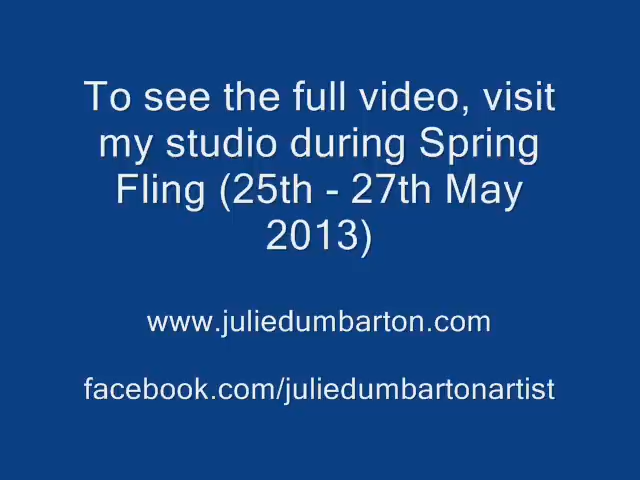 To see the full video, visit
my studio during Spring
Fling (25th - 27th May
2013)
www.juliedumbarton.com
facebook.com/juliedumbartonartist